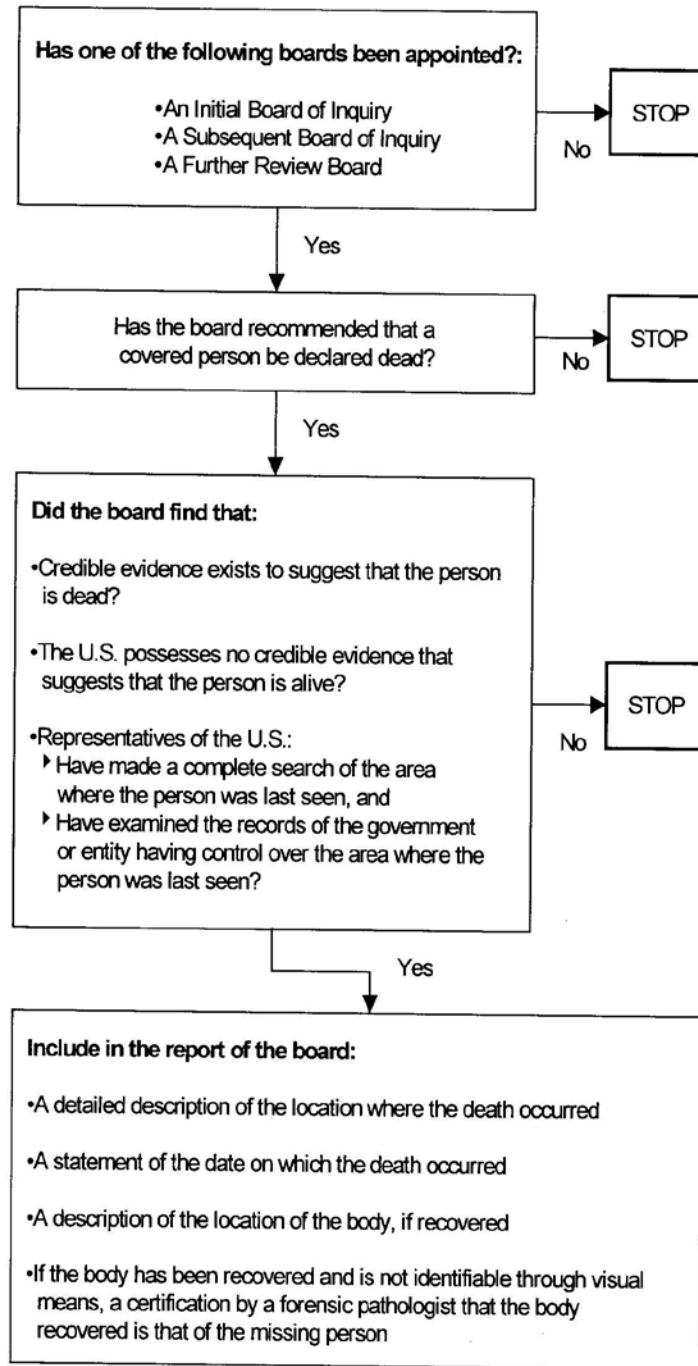 Has one of the following boards been appointed?:
•An Initial Board of Inquiry
•A Subsequent Board of Inquiry
•A Further Review Board
STOP
No
Yes
Has the board recommended that a
covered person be declared dead?
STOP
No
Yes
Did the board find that:
•Credible evidence exists to suggest that the person
is dead?
•The U.S. possesses no credible evidence that
suggests that the person is alive?
•Representatives of the U.S.:
Have made a complete search of the area
where the person was last seen, and
Have examined the records of the government
or entity having control over the area where the
person was last seen?
STOP
No
Yes
Include in the report of the board:
•A detailed description of the location where the death occurred
•A statement of the date on which the death occurred
•A description of the location of the body, if recovered
•If the body has been recovered and is not identifiable through visual
means, a certification by a forensic pathologist that the body
recovered is that of the missing person